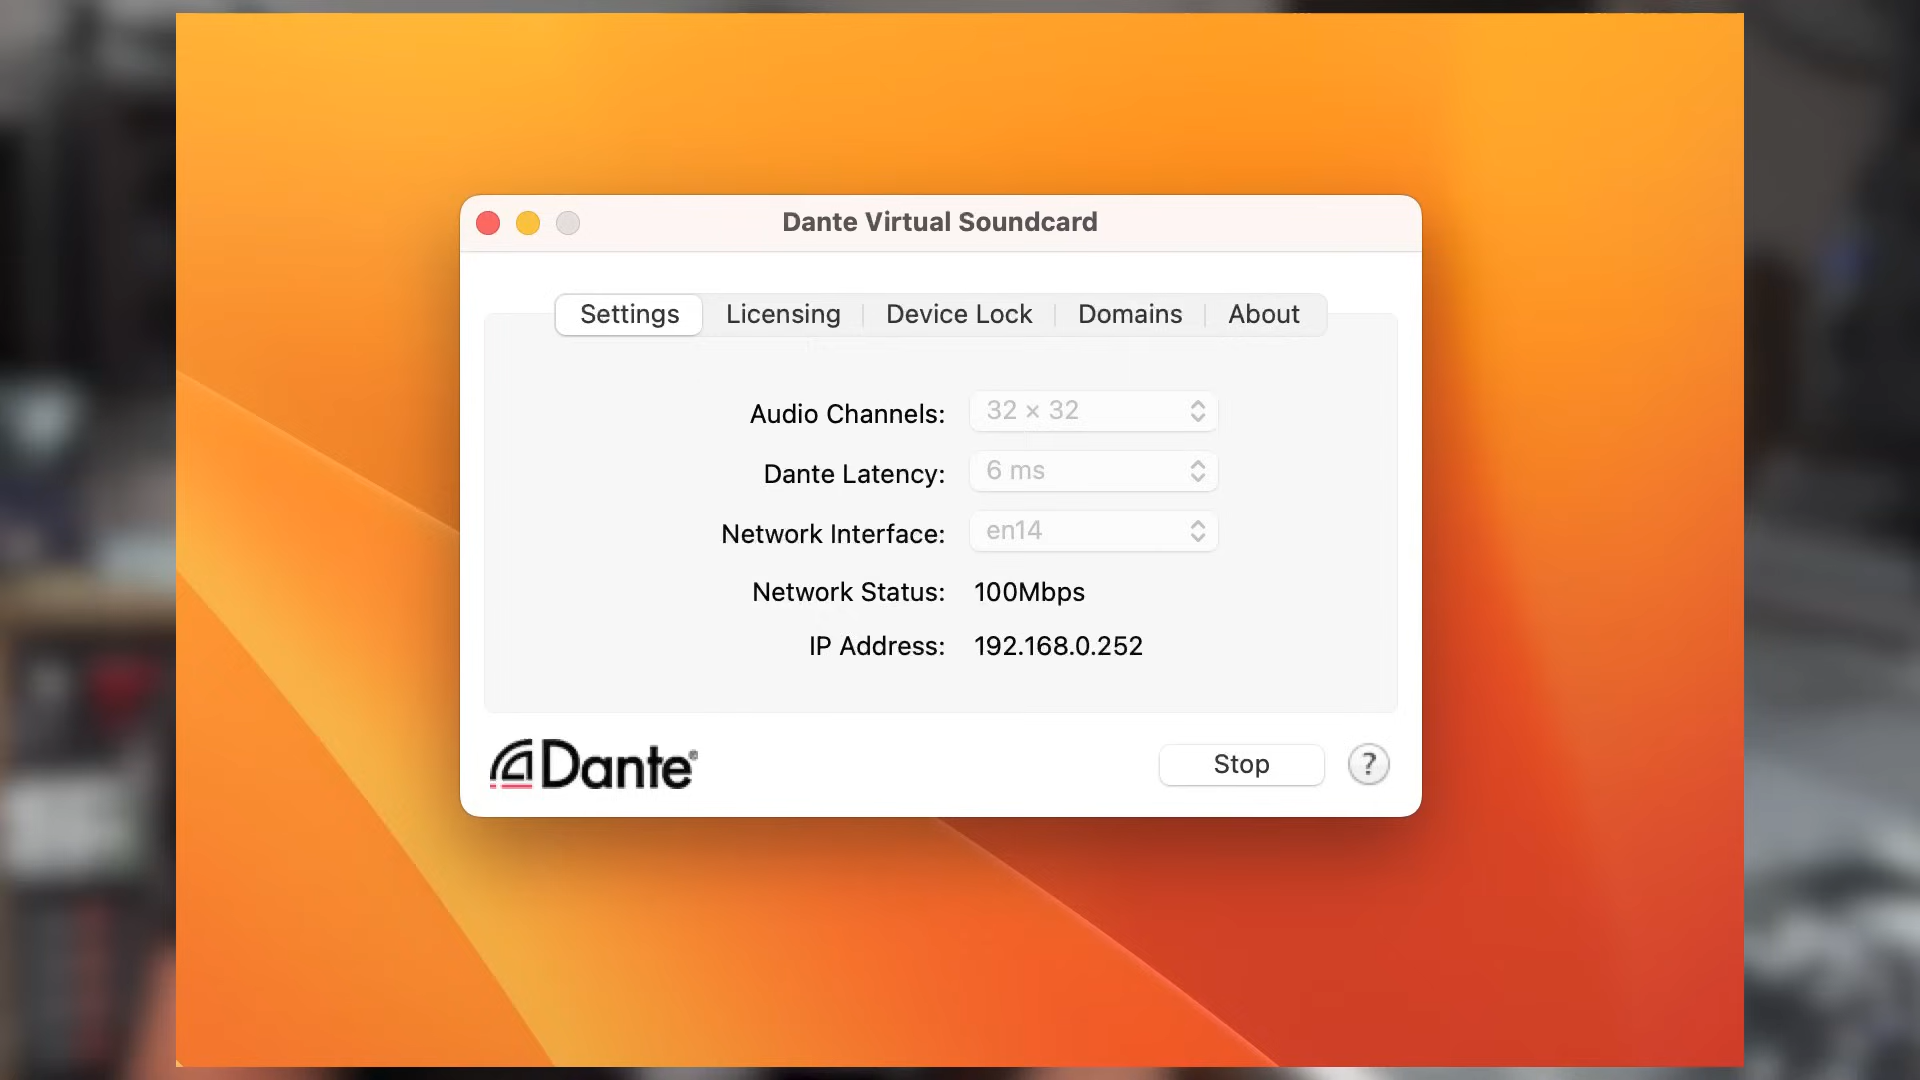 Dante Virtual Soundcard
Settings Licensing Device Lock Domains About
Audio Channels: 32 × 32
Dante Latency: 6 ms
Network Interface: en14
Network Status: 100Mbps
IP Address: 192.168.0.252
Dante® Stop ?